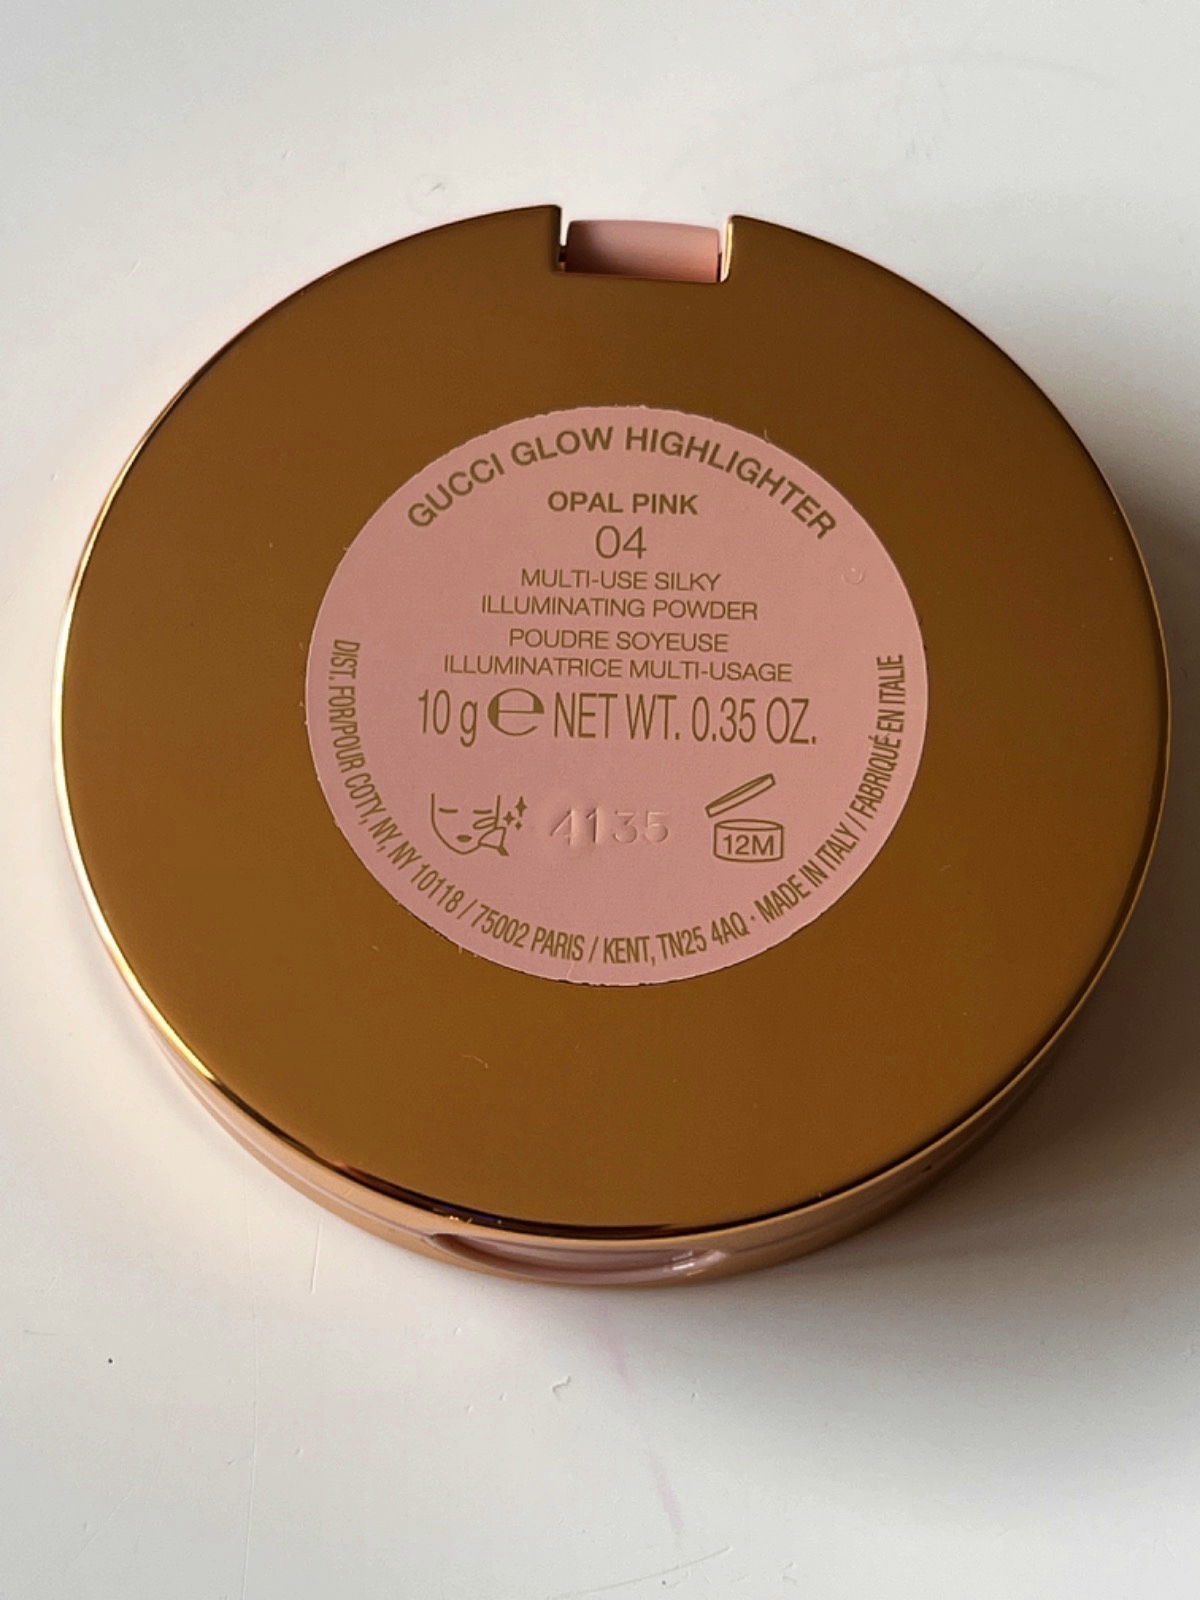 GUCCI GLOW HIGHLIGHTER
OPAL PINK
04
MULTI-USE SILKY
ILLUMINATING POWDER
POUDRE SOYEUSE
ILLUMINATRICE MULTI-USAGE
10 g ℮ NET WT. 0.35 OZ.
4135
12M
DIST. FOR/POUR COTY, NY, NY 10118 / 75002 PARIS / KENT, TN25 4AQ · MADE IN ITALY / FABRIQUÉ EN ITALIE